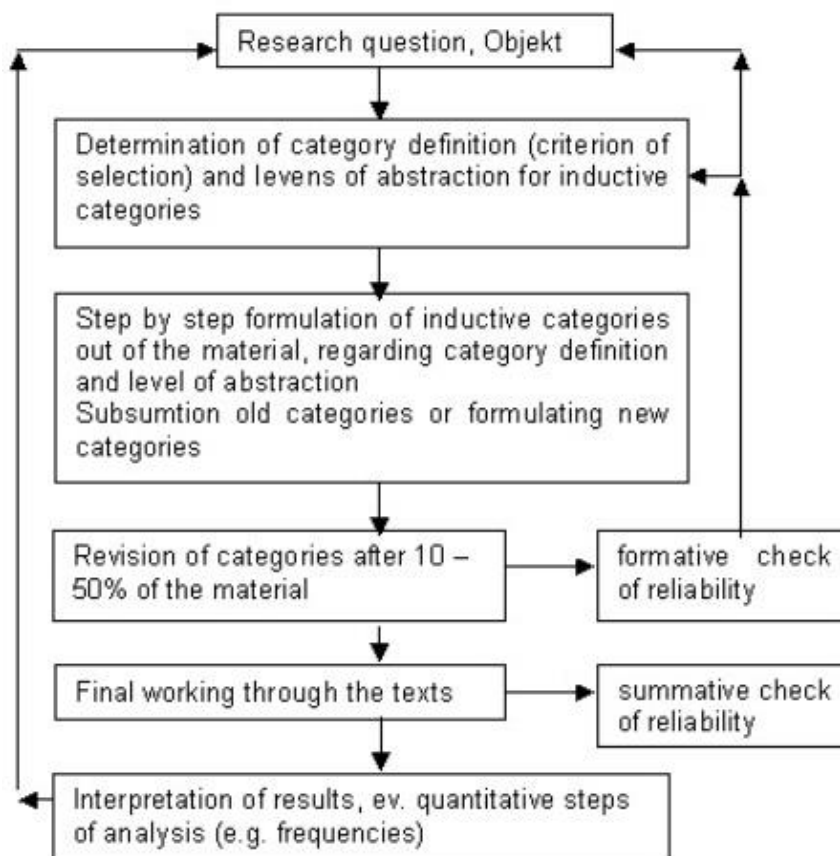 Research question, Objekt
Determination of category definition (criterion of
selection) and levens of abstraction for inductive
categories
Step by step formulation of inductive categories
out of the material, regarding category definition
and level of abstraction
Subsumtion old categories or formulating new
categories
Revision of categories after 10 –
50% of the material
formative check
of reliability
Final working through the texts
summative check
of reliability
Interpretation of results, ev. quantitative steps
of analysis (e.g. frequencies)